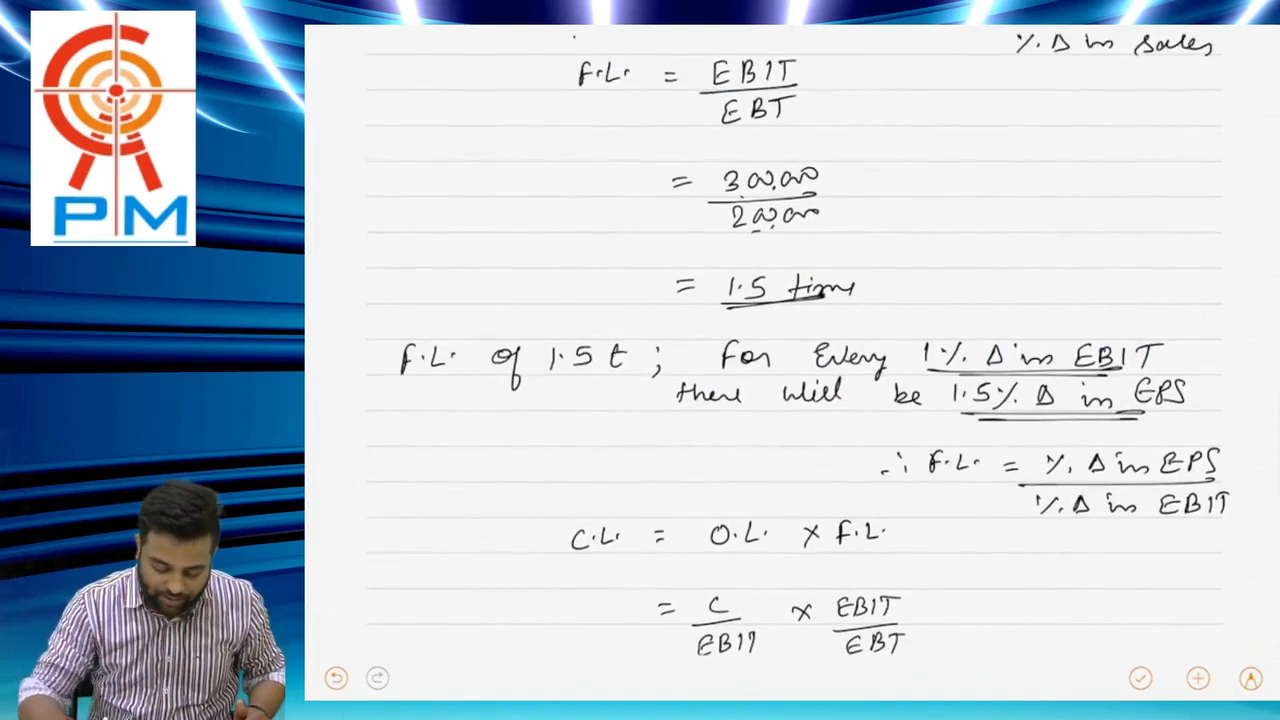 PM
%. Δ in Sales
F.L. = EBIT
EBT
= 3,00,000
2,00,000
= 1.5 times
F.L. of 1.5 t ; For Every 1%. Δ in EBIT
there will be 1.5%. Δ in EPS
∴ F.L. = %. Δ in EPS
%. Δ in EBIT
C.L. = O.L. × F.L.
= C × EBIT
EBIT EBT